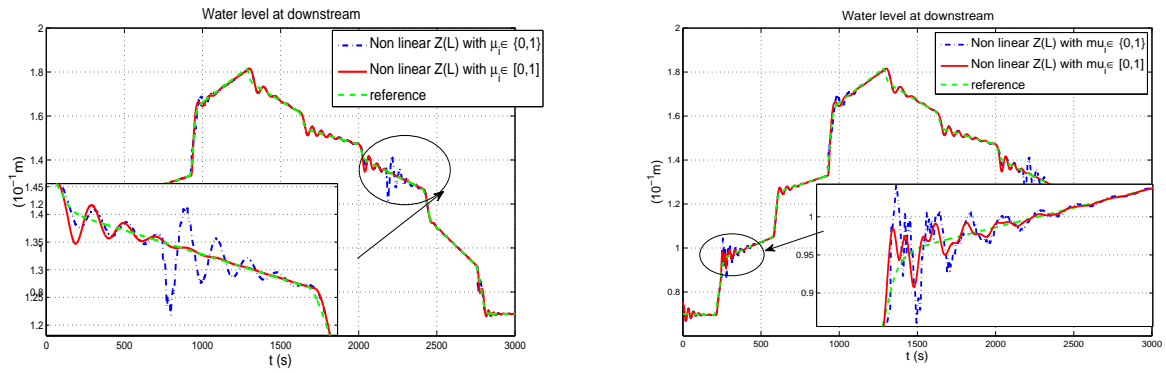 Water level at downstream
Non linear Z(L) with μi∈ {0,1}
Non linear Z(L) with μi∈ [0,1]
reference
(10⁻¹m)
2
1.8
1.6
1.4
1.2
1
0.8
1.45
1.4
1.35
1.3
1.25
1.2
0 500 1000 1500 2000 2500 3000
t (s)
Water level at downstream
Non linear Z(L) with mui∈ {0,1}
Non linear Z(L) with mui∈ [0,1]
reference
(10⁻¹m)
2
1.8
1.6
1.4
1.2
1
0.8
0.6
1
0.95
0.9
0 500 1000 1500 2000 2500 3000
t (s)